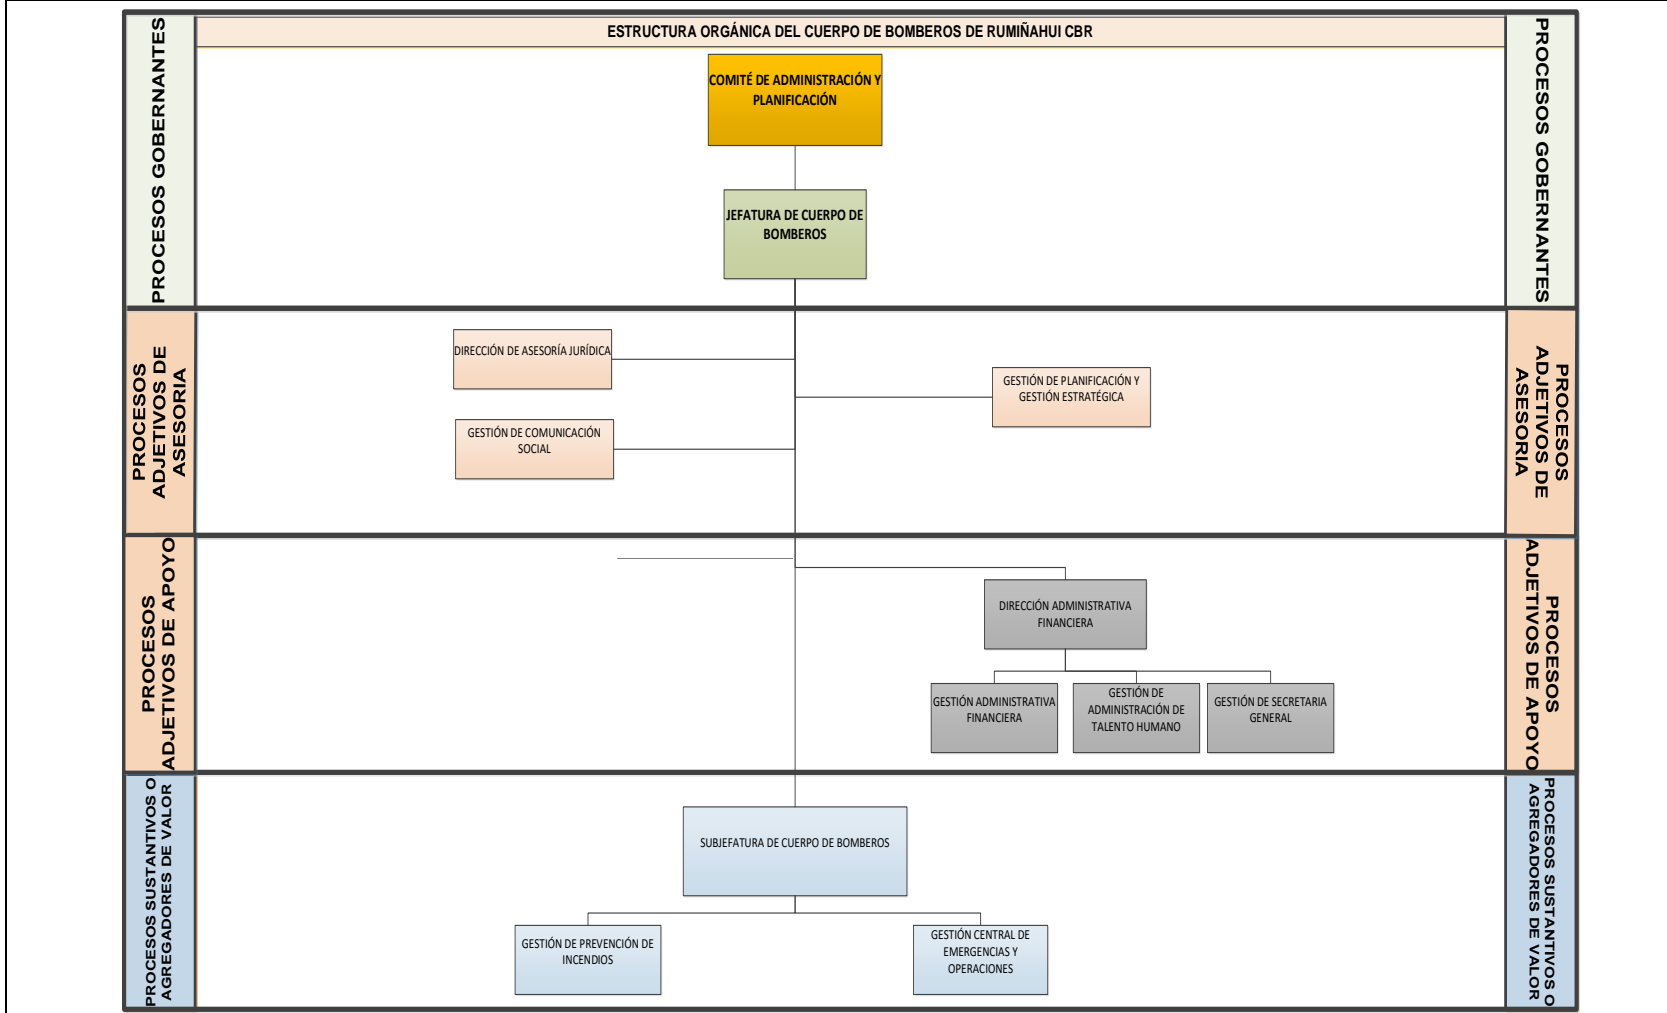 ESTRUCTURA ORGÁNICA DEL CUERPO DE BOMBEROS DE RUMIÑAHUI CBR
PROCESOS GOBERNANTES
COMITÉ DE ADMINISTRACIÓN Y
PLANIFICACIÓN
JEFATURA DE CUERPO DE
BOMBEROS
PROCESOS GOBERNANTES
PROCESOS
ADJETIVOS DE
ASESORIA
DIRECCIÓN DE ASESORÍA JURÍDICA
GESTIÓN DE PLANIFICACIÓN Y
GESTIÓN ESTRATÉGICA
GESTIÓN DE COMUNICACIÓN
SOCIAL
PROCESOS
ADJETIVOS DE
ASESORIA
PROCESOS
ADJETIVOS DE APOYO
DIRECCIÓN ADMINISTRATIVA
FINANCIERA
GESTIÓN ADMINISTRATIVA
FINANCIERA
GESTIÓN DE
ADMINISTRACIÓN DE
TALENTO HUMANO
GESTIÓN DE SECRETARIA
GENERAL
PROCESOS
ADJETIVOS DE APOYO
PROCESOS SUSTANTIVOS O
AGREGADORES DE VALOR
SUBJEFATURA DE CUERPO DE BOMBEROS
GESTIÓN DE PREVENCIÓN DE
INCENDIOS
GESTIÓN CENTRAL DE
EMERGENCIAS Y
OPERACIONES
PROCESOS SUSTANTIVOS O
AGREGADORES DE VALOR